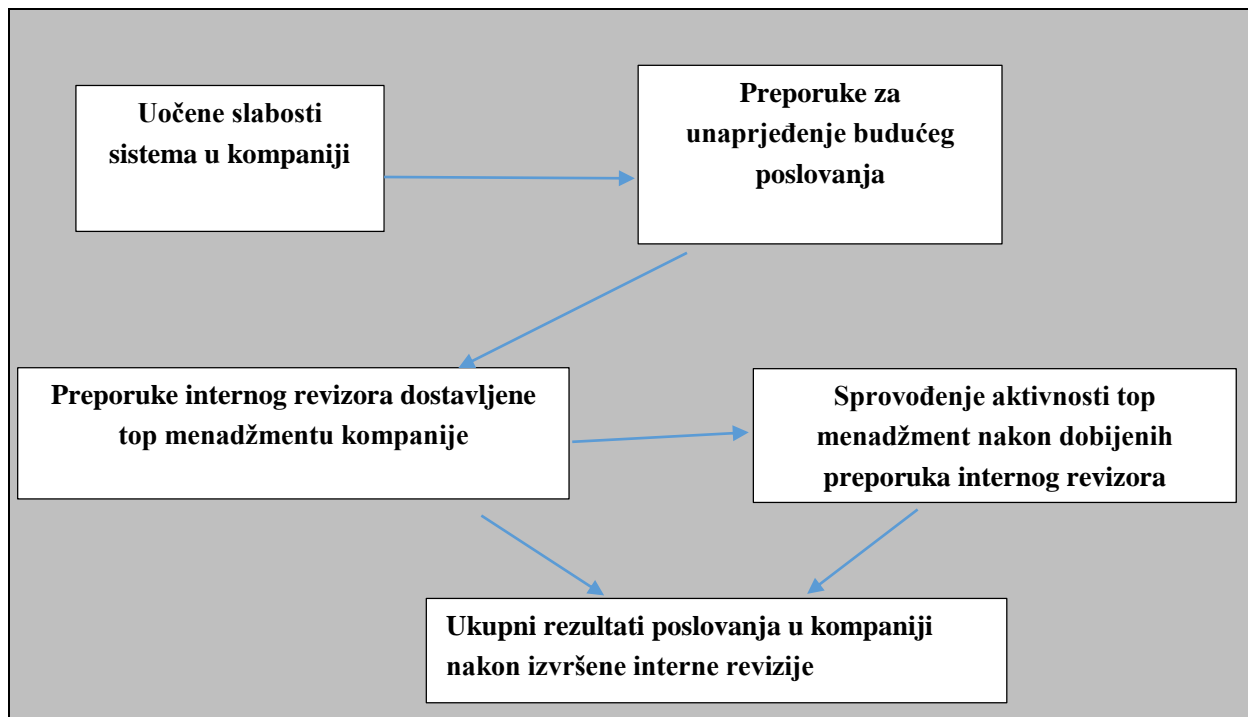 Uočene slabosti
sistema u kompaniji
Preporuke za
unaprjeđenje budućeg
poslovanja
Preporuke internog revizora dostavljene
top menadžmentu kompanije
Sprovođenje aktivnosti top
menadžment nakon dobijenih
preporuka internog revizora
Ukupni rezultati poslovanja u kompaniji
nakon izvršene interne revizije